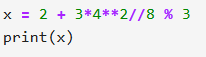 x = 2 + 3*4**2//8 % 3
print(x)